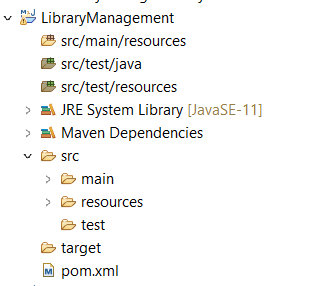 LibraryManagement
src/main/resources
src/test/java
src/test/resources
JRE System Library [JavaSE-11]
Maven Dependencies
src
main
resources
test
target
pom.xml